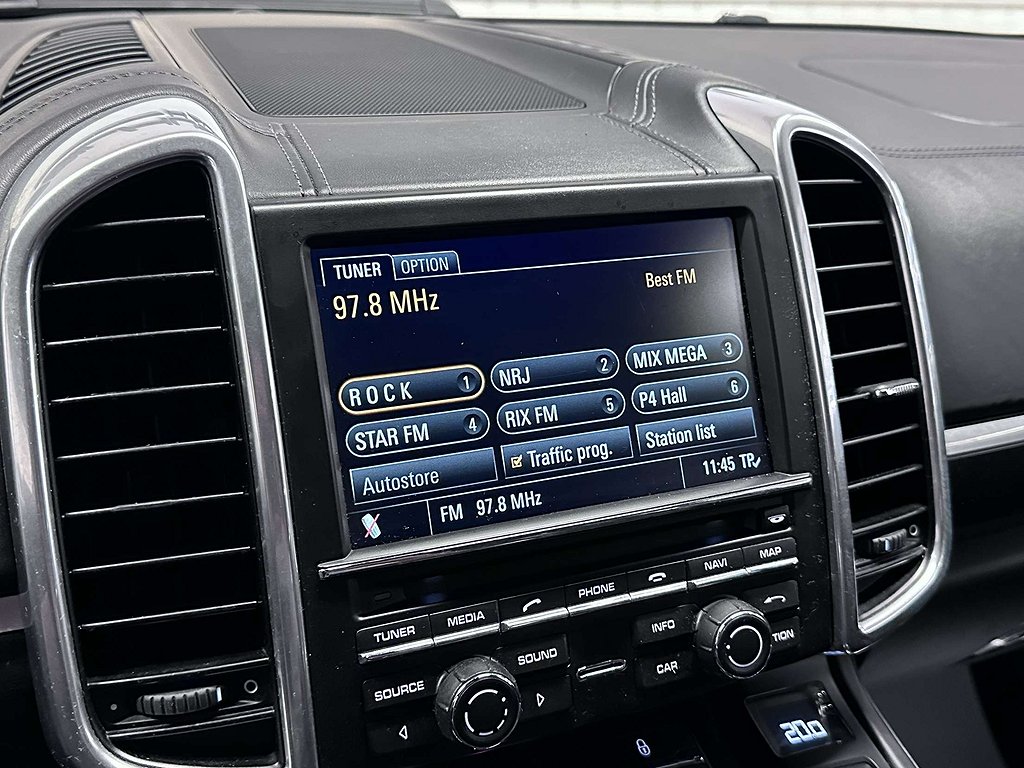 TUNER OPTION
97.8 MHz Best FM
ROCK 1 NRJ 2 MIX MEGA 3
STAR FM 4 RIX FM 5 P4 Hall 6
Autostore Traffic prog. Station list
FM 97.8 MHz 11:45 TP
TUNER MEDIA PHONE NAVI MAP
SOURCE SOUND INFO CAR TION
20.0